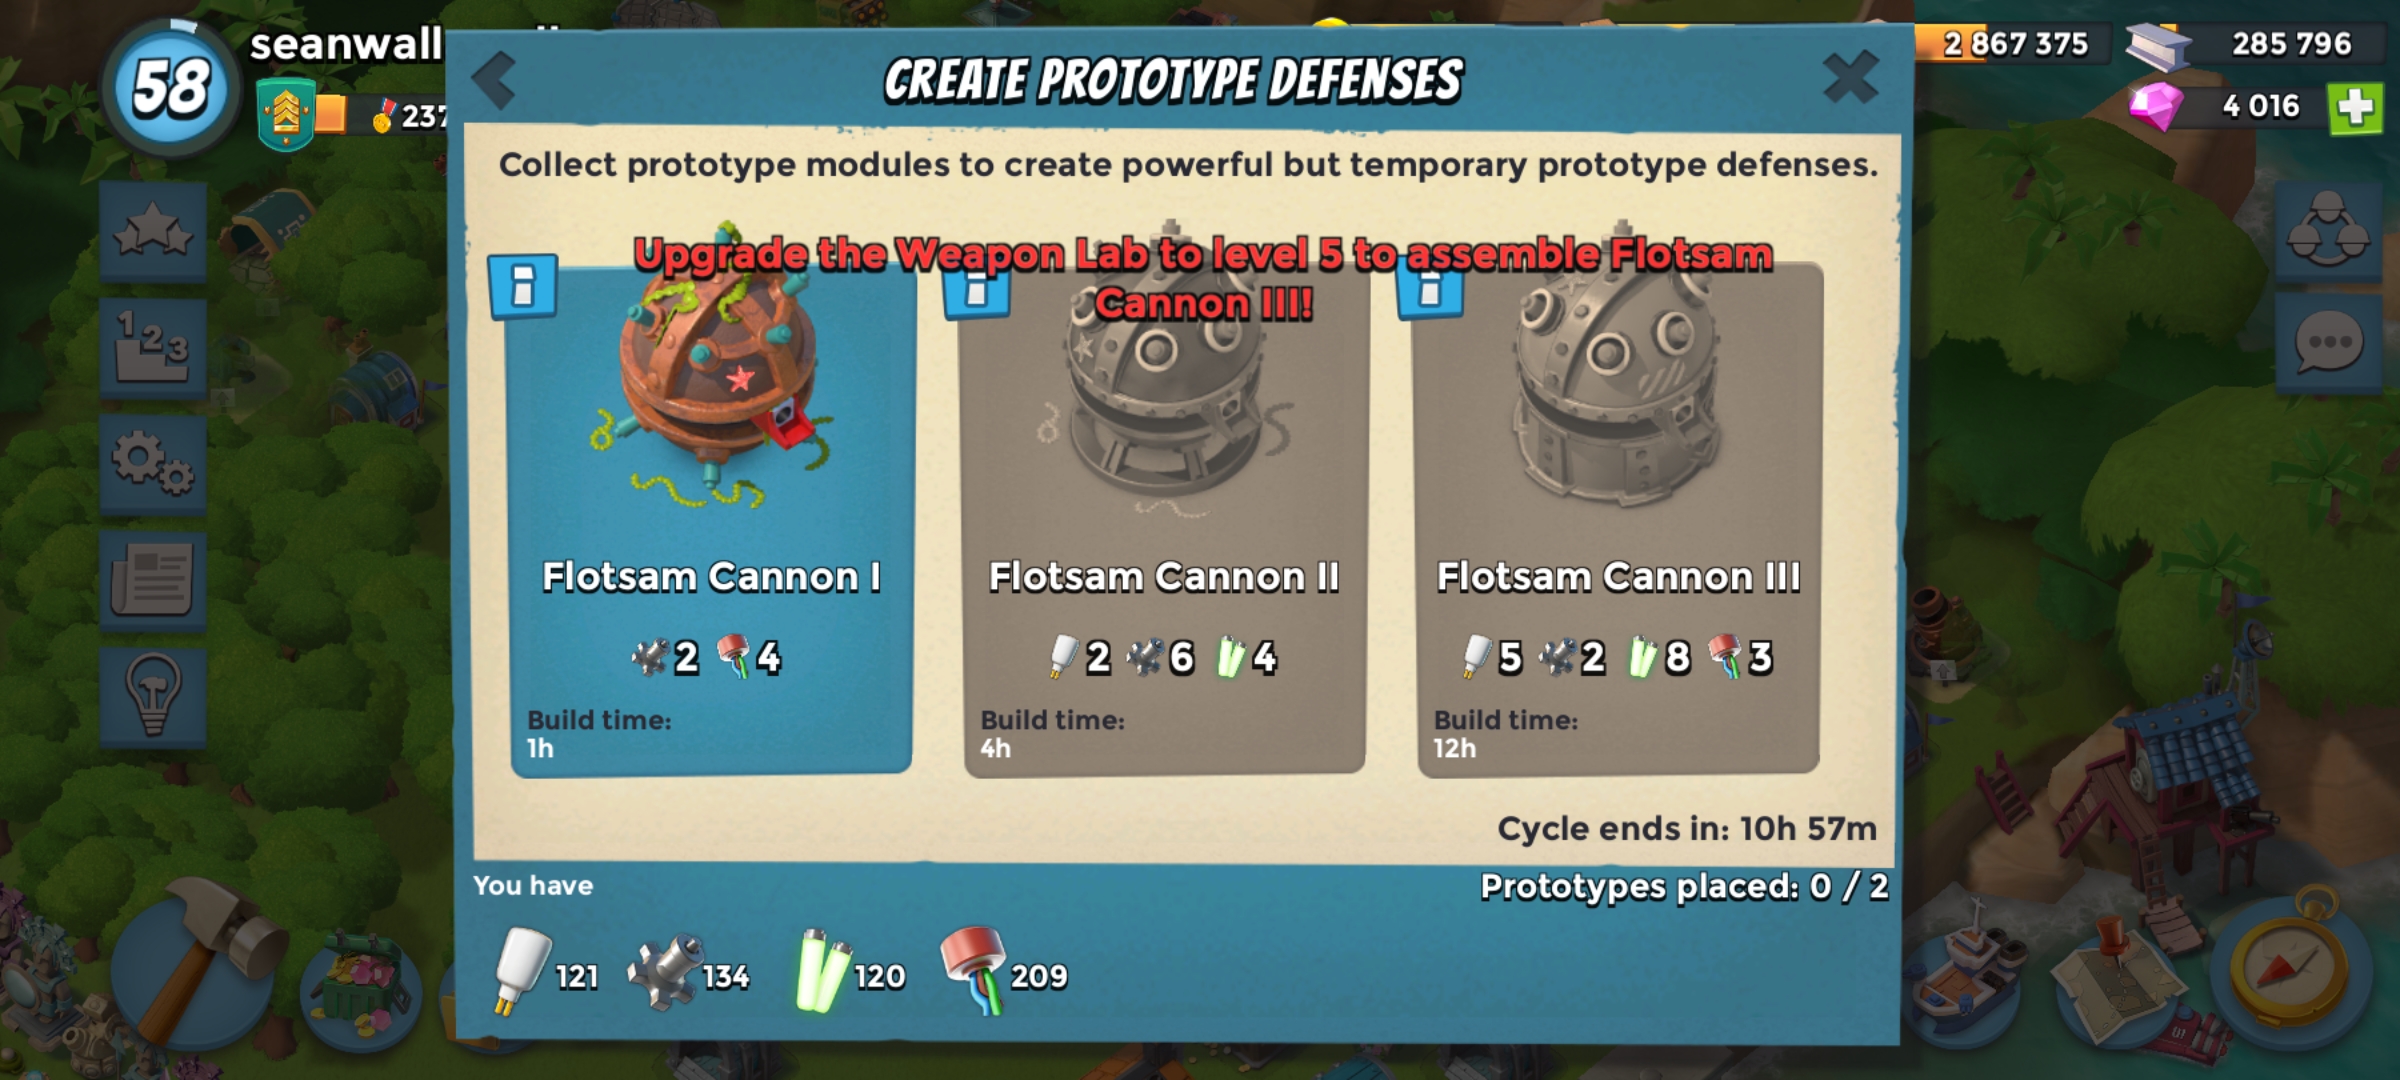 58
seanwall
237
2 867 375
285 796
4 016
CREATE PROTOTYPE DEFENSES
Collect prototype modules to create powerful but temporary prototype defenses.
Upgrade the Weapon Lab to level 5 to assemble Flotsam
Cannon III!
i
i
i
123
Flotsam Cannon I
Flotsam Cannon II
Flotsam Cannon III
2 4
2 6 4
5 2 8 3
Build time:
1h
Build time:
4h
Build time:
12h
Cycle ends in: 10h 57m
You have
Prototypes placed: 0 / 2
121 134 120 209